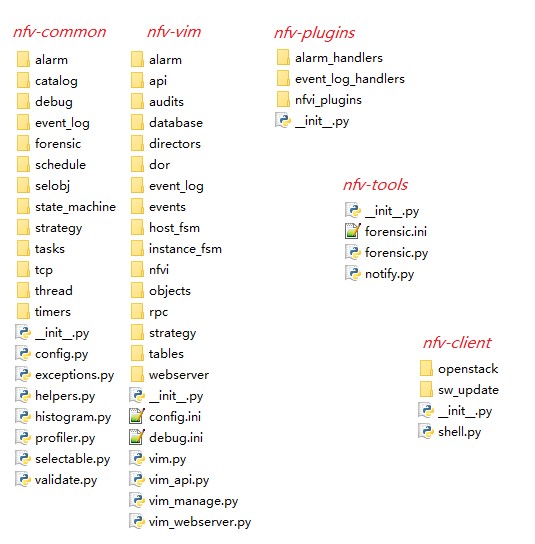 nfv-common
alarm
catalog
debug
event_log
forensic
schedule
selobj
state_machine
strategy
tasks
tcp
thread
timers
__init__.py
config.py
exceptions.py
helpers.py
histogram.py
profiler.py
selectable.py
validate.py
nfv-vim
alarm
api
audits
database
directors
dor
event_log
events
host_fsm
instance_fsm
nfvi
objects
rpc
strategy
tables
webserver
__init__.py
config.ini
debug.ini
vim.py
vim_api.py
vim_manage.py
vim_webserver.py
nfv-plugins
alarm_handlers
event_log_handlers
nfvi_plugins
__init__.py
nfv-tools
__init__.py
forensic.ini
forensic.py
notify.py
nfv-client
openstack
sw_update
__init__.py
shell.py